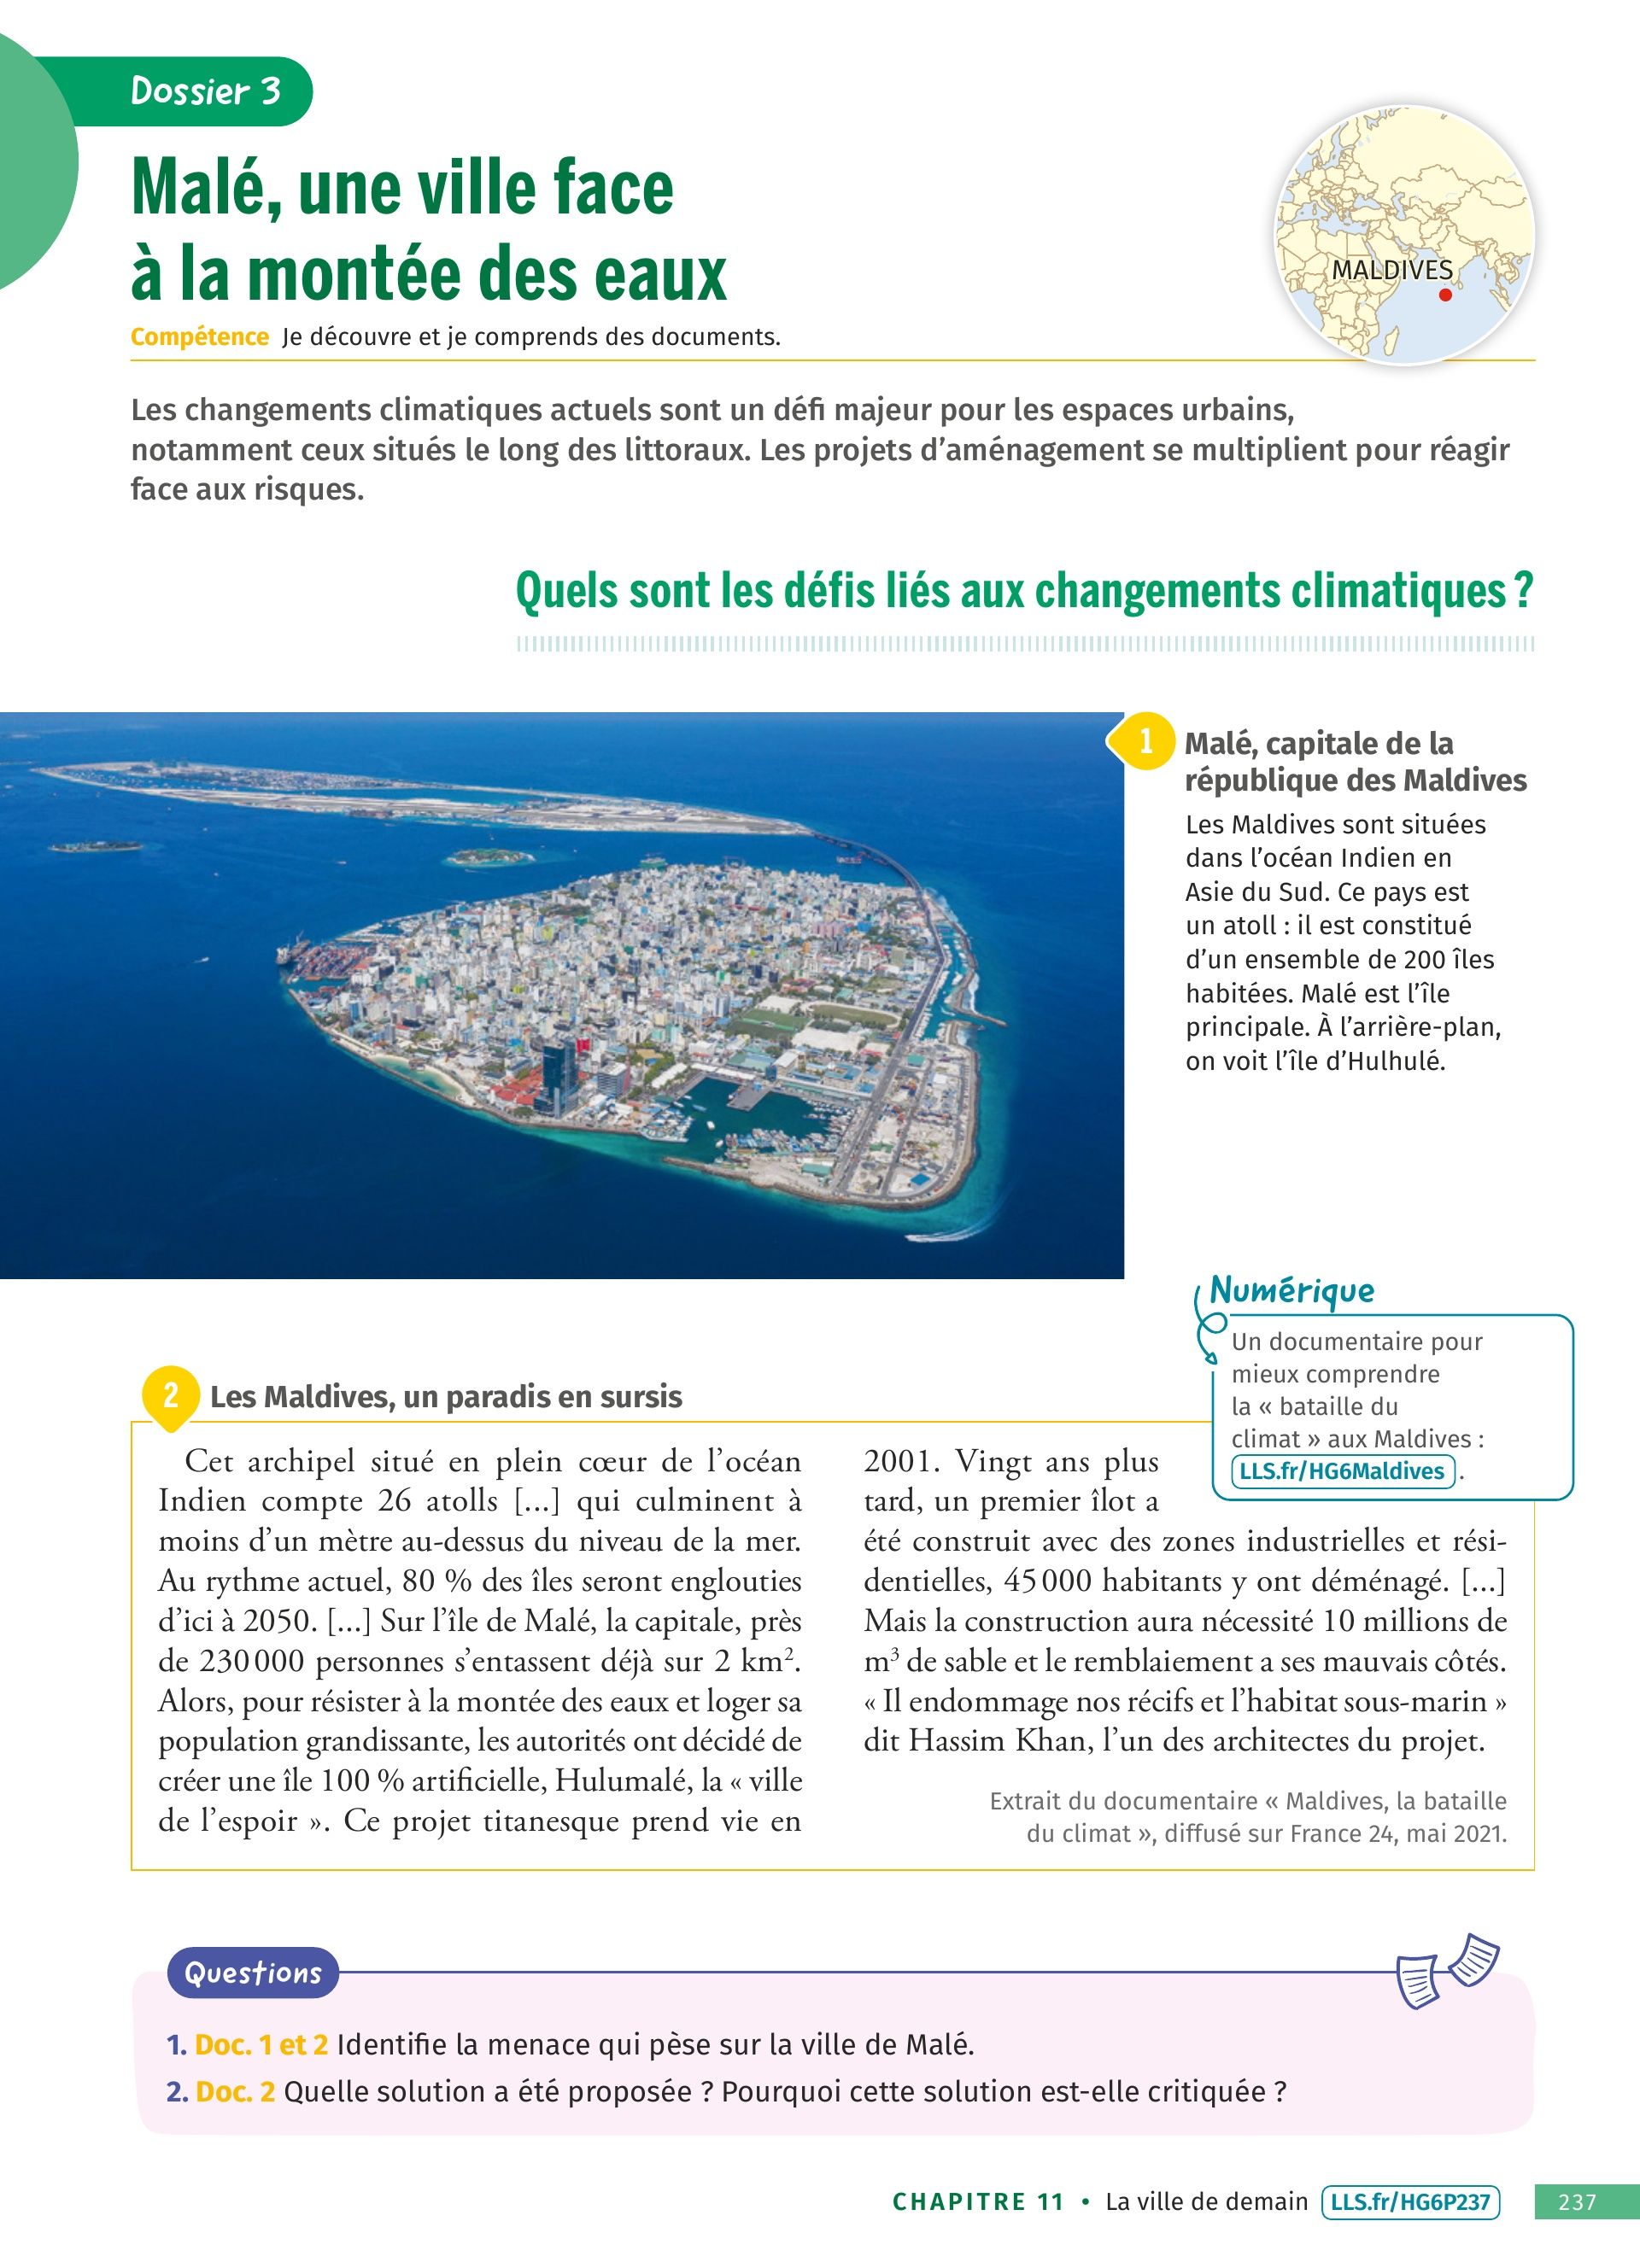 Dossier 3
Malé, une ville face
à la montée des eaux
Compétence Je découvre et je comprends des documents.
MALDIVES
Les changements climatiques actuels sont un défi majeur pour les espaces urbains,
notamment ceux situés le long des littoraux. Les projets d’aménagement se multiplient pour réagir
face aux risques.
Quels sont les défis liés aux changements climatiques ?
1
Malé, capitale de la
république des Maldives
Les Maldives sont situées
dans l’océan Indien en
Asie du Sud. Ce pays est
un atoll : il est constitué
d’un ensemble de 200 îles
habitées. Malé est l’île
principale. À l’arrière-plan,
on voit l’île d’Hulhulé.
Numérique
Un documentaire pour
mieux comprendre
la « bataille du
climat » aux Maldives :
LLS.fr/HG6Maldives .
2 Les Maldives, un paradis en sursis
Cet archipel situé en plein cœur de l’océan
Indien compte 26 atolls [...] qui culminent à
moins d’un mètre au-dessus du niveau de la mer.
Au rythme actuel, 80 % des îles seront englouties
d’ici à 2050. [...] Sur l’île de Malé, la capitale, près
de 230 000 personnes s’entassent déjà sur 2 km².
Alors, pour résister à la montée des eaux et loger sa
population grandissante, les autorités ont décidé de
créer une île 100 % artificielle, Hulumalé, la « ville
de l’espoir ». Ce projet titanesque prend vie en
2001. Vingt ans plus
tard, un premier îlot a
été construit avec des zones industrielles et rési-
dentielles, 45 000 habitants y ont déménagé. [...]
Mais la construction aura nécessité 10 millions de
m³ de sable et le remblaiement a ses mauvais côtés.
« Il endommage nos récifs et l’habitat sous-marin »
dit Hassim Khan, l’un des architectes du projet.
Extrait du documentaire « Maldives, la bataille
du climat », diffusé sur France 24, mai 2021.
Questions
1. Doc. 1 et 2 Identifie la menace qui pèse sur la ville de Malé.
2. Doc. 2 Quelle solution a été proposée ? Pourquoi cette solution est-elle critiquée ?
CHAPITRE 11 • La ville de demain LLS.fr/HG6P237 237